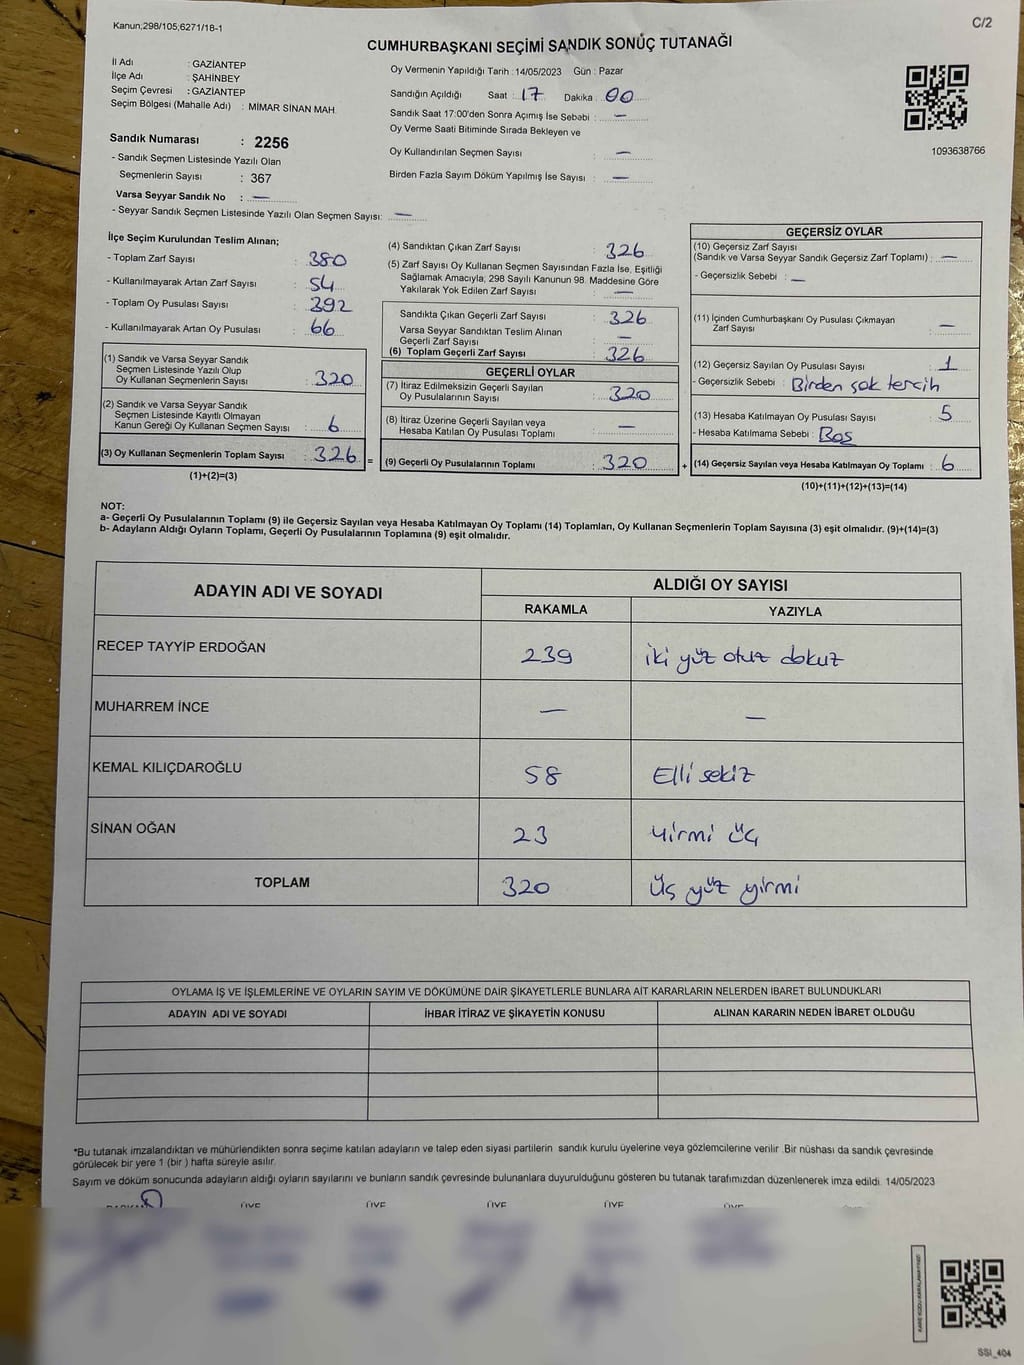 Kanun;298/105;6271/18-1
C/2
CUMHURBAŞKANI SEÇİMİ SANDIK SONUÇ TUTANAĞI
İl Adı : GAZİANTEP
İlçe Adı : ŞAHİNBEY
Seçim Çevresi : GAZİANTEP
Seçim Bölgesi (Mahalle Adı) : MİMAR SİNAN MAH.
Sandık Numarası : 2256
- Sandık Seçmen Listesinde Yazılı Olan
Seçmenlerin Sayısı : 367
Varsa Seyyar Sandık No : —
- Seyyar Sandık Seçmen Listesinde Yazılı Olan Seçmen Sayısı: —
Oy Vermenin Yapıldığı Tarih : 14/05/2023 Gün : Pazar
Sandığın Açıldığı Saat : 17 Dakika : 00
Sandık Saat 17:00'den Sonra Açımış İse Sebebi : —
Oy Verme Saati Bitiminde Sırada Bekleyen ve
Oy Kullandırılan Seçmen Sayısı : —
Birden Fazla Sayım Döküm Yapılmış İse Sayısı : —
1093638766
İlçe Seçim Kurulundan Teslim Alınan;
- Toplam Zarf Sayısı : 380
- Kullanılmayarak Artan Zarf Sayısı : 54
- Toplam Oy Pusulası Sayısı : 392
- Kullanılmayarak Artan Oy Pusulası : 66
(1) Sandık ve Varsa Seyyar Sandık
Seçmen Listesinde Yazılı Olup
Oy Kullanan Seçmenlerin Sayısı : 320
(2) Sandık ve Varsa Seyyar Sandık
Seçmen Listesinde Kayıtlı Olmayan
Kanun Gereği Oy Kullanan Seçmen Sayısı : 6
(3) Oy Kullanan Seçmenlerin Toplam Sayısı : 326 =
(1)+(2)=(3)
(4) Sandıktan Çıkan Zarf Sayısı : 326
(5) Zarf Sayısı Oy Kullanan Seçmen Sayısından Fazla İse, Eşitliği
Sağlamak Amacıyla; 298 Sayılı Kanunun 98. Maddesine Göre
Yakılarak Yok Edilen Zarf Sayısı : —
Sandıkta Çıkan Geçerli Zarf Sayısı : 326
Varsa Seyyar Sandıktan Teslim Alınan
Geçerli Zarf Sayısı : —
(6) Toplam Geçerli Zarf Sayısı : 326
GEÇERLİ OYLAR
(7) İtiraz Edilmeksizin Geçerli Sayılan
Oy Pusulalarının Sayısı : 320
(8) İtiraz Üzerine Geçerli Sayılan veya
Hesaba Katılan Oy Pusulası Toplamı : —
(9) Geçerli Oy Pusulalarının Toplamı : 320 +
GEÇERSİZ OYLAR
(10) Geçersiz Zarf Sayısı
(Sandık ve Varsa Seyyar Sandık Geçersiz Zarf Toplamı) : —
- Geçersizlik Sebebi : —
(11) İçinden Cumhurbaşkanı Oy Pusulası Çıkmayan
Zarf Sayısı : —
(12) Geçersiz Sayılan Oy Pusulası Sayısı : 1
- Geçersizlik Sebebi : Birden çok tercih
(13) Hesaba Katılmayan Oy Pusulası Sayısı : 5
- Hesaba Katılmama Sebebi : Boş
(14) Geçersiz Sayılan veya Hesaba Katılmayan Oy Toplamı : 6
(10)+(11)+(12)+(13)=(14)
NOT:
a- Geçerli Oy Pusulalarının Toplamı (9) ile Geçersiz Sayılan veya Hesaba Katılmayan Oy Toplamı (14) Toplamları, Oy Kullanan Seçmenlerin Toplam Sayısına (3) eşit olmalıdır. (9)+(14)=(3)
b- Adayların Aldığı Oyların Toplamı, Geçerli Oy Pusulalarının Toplamına (9) eşit olmalıdır.
ADAYIN ADI VE SOYADI ALDIĞI OY SAYISI
RAKAMLA YAZIYLA
RECEP TAYYİP ERDOĞAN 239 iki yüz otuz dokuz
MUHARREM İNCE — —
KEMAL KILIÇDAROĞLU 58 Elli sekiz
SİNAN OĞAN 23 yirmi üç
TOPLAM 320 Üç yüz yirmi
OYLAMA İŞ VE İŞLEMLERİNE VE OYLARIN SAYIM VE DÖKÜMÜNE DAİR ŞİKAYETLERLE BUNLARA AİT KARARLARIN NELERDEN İBARET BULUNDUKLARI
ADAYIN ADI VE SOYADI İHBAR İTİRAZ VE ŞİKAYETİN KONUSU ALINAN KARARIN NEDEN İBARET OLDUĞU
*Bu tutanak imzalandıktan ve mühürlendikten sonra seçime katılan adayların ve talep eden siyasi partilerin sandık kurulu üyelerine veya gözlemcilerine verilir. Bir nüshası da sandık çevresinde
görülecek bir yere 1 (bir ) hafta süreyle asılır.
Sayım ve döküm sonucunda adayların aldığı oyların sayılarını ve bunların sandık çevresinde bulunanlara duyurulduğunu gösteren bu tutanak tarafımızdan düzenlenerek imza edildi. 14/05/2023
ÜYE ÜYE ÜYE ÜYE ÜYE
SSİ_404